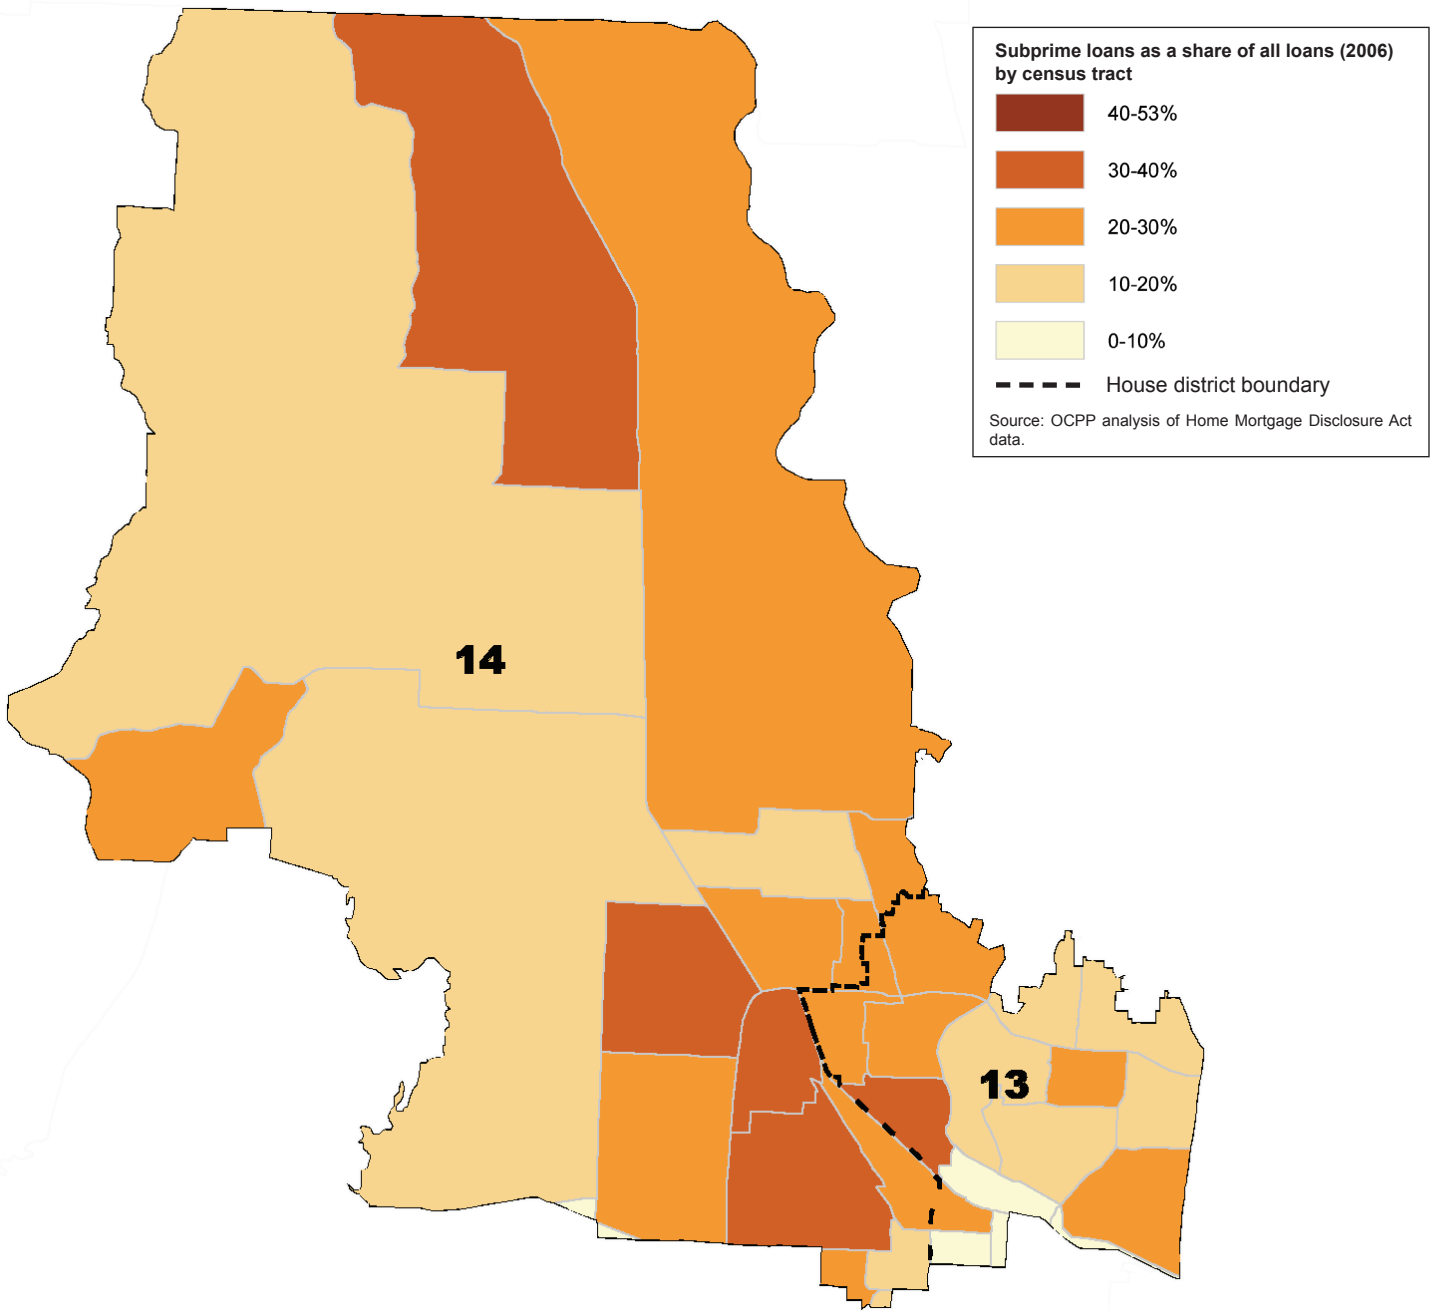 Subprime loans as a share of all loans (2006)
by census tract
40-53%
30-40%
20-30%
10-20%
0-10%
House district boundary
Source: OCPP analysis of Home Mortgage Disclosure Act
data.
14
13